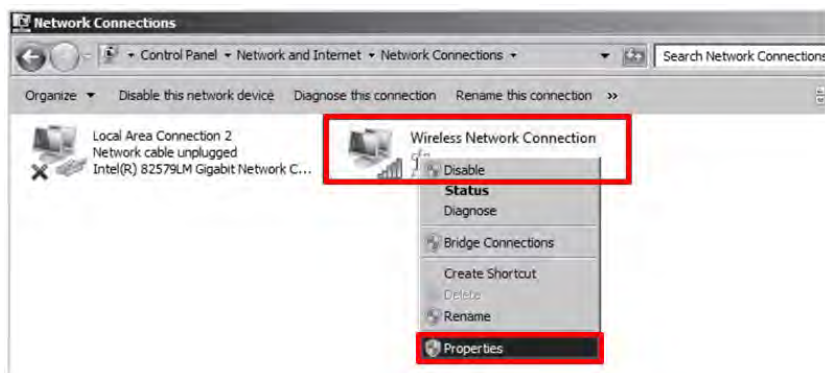 Network Connections
Control Panel Network and Internet Network Connections Search Network Connections
Organize Disable this network device Diagnose this connection Rename this connection »
Local Area Connection 2
Network cable unplugged
Intel(R) 82579LM Gigabit Network C...
Wireless Network Connection
Disable
Status
Diagnose
Bridge Connections
Create Shortcut
Delete
Rename
Properties